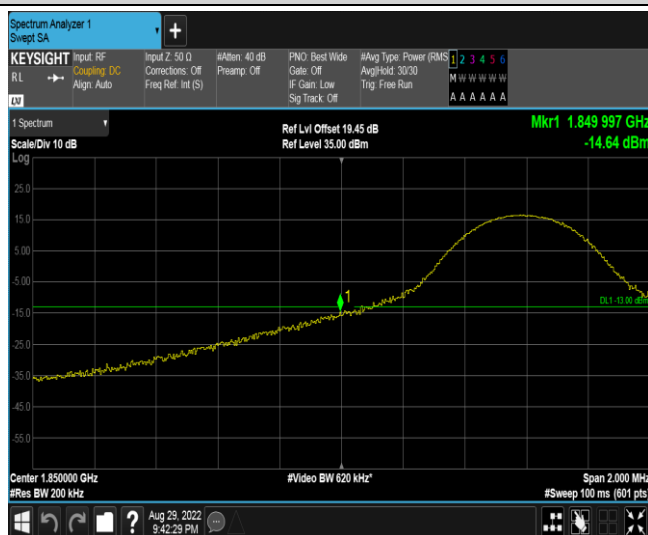 Spectrum Analyzer 1
Swept SA
+
KEYSIGHT
RL
Input: RF
Coupling: DC
Align: Auto
Input Z: 50 Ω
Corrections: Off
Freq Ref: Int (S)
#Atten: 40 dB
Preamp: Off
PNO: Best Wide
Gate: Off
IF Gain: Low
Sig Track: Off
#Avg Type: Power (RMS
Avg|Hold: 30/30
Trig: Free Run
1 2 3 4 5 6
M W W W W W
A A A A A A
LXI
1 Spectrum
Scale/Div 10 dB
Ref Lvl Offset 19.45 dB
Ref Level 35.00 dBm
Mkr1 1.849 997 GHz
-14.64 dBm
Log
25.0
15.0
5.00
-5.00
-15.0
-25.0
-35.0
-45.0
-55.0
1
DL1 -13.00 dBm
Center 1.850000 GHz
#Res BW 200 kHz
#Video BW 620 kHz*
Span 2.000 MHz
#Sweep 100 ms (601 pts)
?
Aug 29, 2022
9:42:29 PM